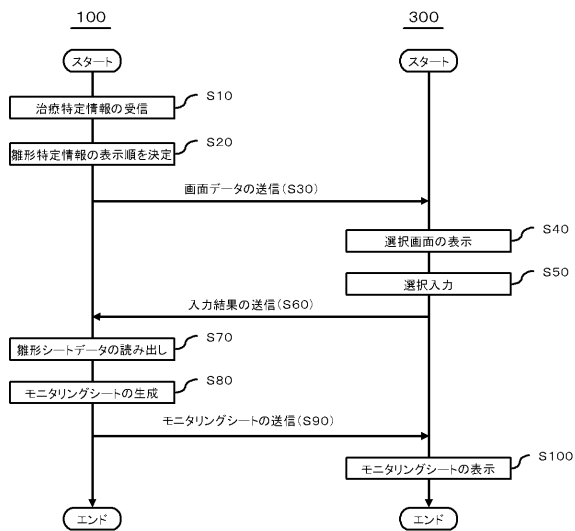 100
300
スタート
スタート
治療特定情報の受信
S10
雛形特定情報の表示順を決定
S20
画面データの送信(S30)
選択画面の表示
S40
選択入力
S50
入力結果の送信(S60)
雛形シートデータの読み出し
S70
モニタリングシートの生成
S80
モニタリングシートの送信(S90)
モニタリングシートの表示
S100
エンド
エンド